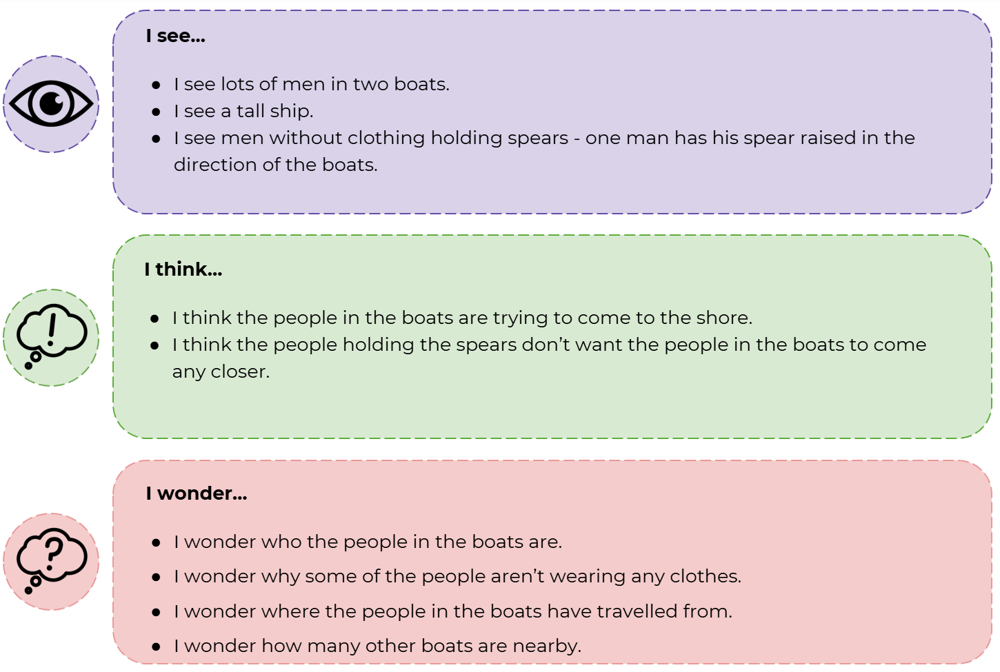 I see...
● I see lots of men in two boats.
● I see a tall ship.
● I see men without clothing holding spears - one man has his spear raised in the
direction of the boats.
I think...
● I think the people in the boats are trying to come to the shore.
● I think the people holding the spears don’t want the people in the boats to come
any closer.
I wonder...
● I wonder who the people in the boats are.
● I wonder why some of the people aren’t wearing any clothes.
● I wonder where the people in the boats have travelled from.
● I wonder how many other boats are nearby.